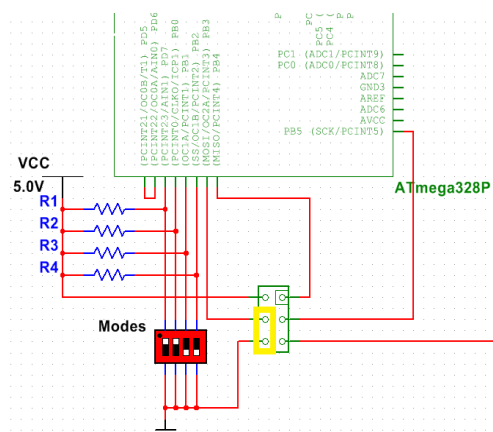 (PCINT21/OC0B/T1) PD5
(PCINT22/OC0A/AIN0) PD6
(PCINT23/AIN1) PD7
(PCINT0/CLKO/ICP1) PB0
(OC1A/PCINT1) PB1
(SS/OC1B/PCINT2) PB2
(MOSI/OC2A/PCINT3) PB3
(MISO/PCINT4) PB4
PC5 (
PC4 (
PC1 (ADC1/PCINT9)
PC0 (ADC0/PCINT8)
ADC7
GND3
AREF
ADC6
AVCC
PB5 (SCK/PCINT5)
ATmega328P
VCC
5.0V
R1
R2
R3
R4
Modes